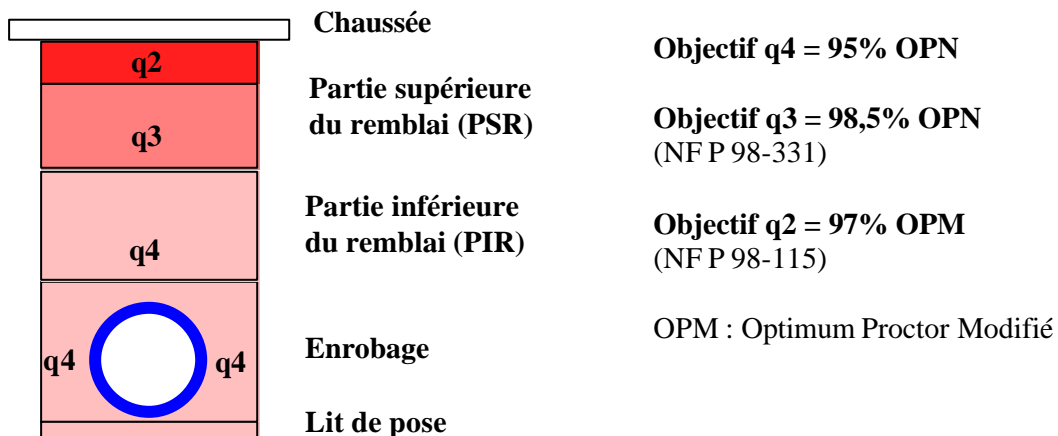 Chaussée
q2
Partie supérieure
du remblai (PSR)
q3
Partie inférieure
du remblai (PIR)
q4
q4
q4
Enrobage
Lit de pose
Objectif q4 = 95% OPN
Objectif q3 = 98,5% OPN
(NF P 98-331)
Objectif q2 = 97% OPM
(NF P 98-115)
OPM : Optimum Proctor Modifié